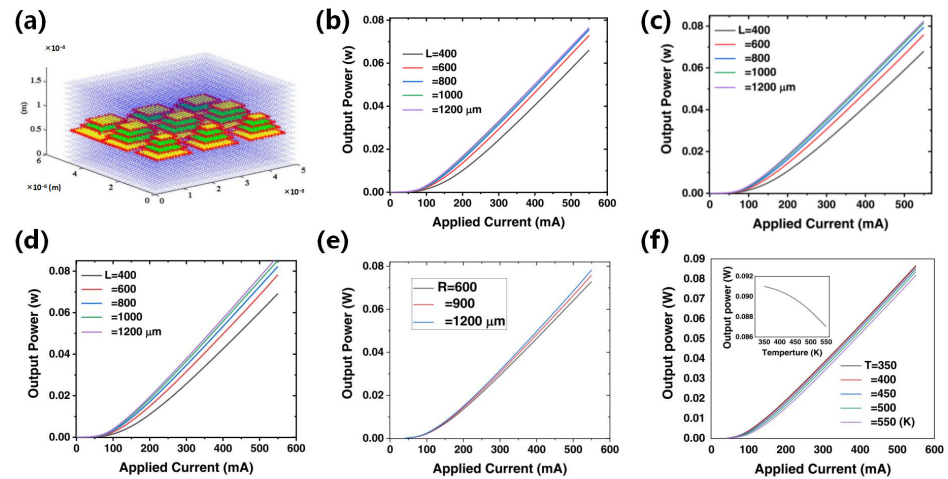 (a)
×10⁻⁸
1.5
1
0.5
0
(m)
6
4
2
0
×10⁻⁸ (m)
0
1
2
3
4
5
×10⁻⁸
(b)
Output Power (w)
0.08
0.06
0.04
0.02
0.00
L=400
=600
=800
=1000
=1200 μm
0 100 200 300 400 500 600
Applied Current (mA)
(c)
Output Power (w)
0.08
0.06
0.04
0.02
0.00
L=400
=600
=800
=1000
=1200 μm
0 100 200 300 400 500
Applied Current (mA)
(d)
Output Power (w)
0.08
0.06
0.04
0.02
0.00
L=400
=600
=800
=1000
=1200 μm
0 100 200 300 400 500 600
Applied Current (mA)
(e)
Output Power (w)
0.08
0.06
0.04
0.02
0.00
R=600
=900
=1200 μm
0 100 200 300 400 500 600
Applied Current (mA)
(f)
Output Power (w)
0.09
0.08
0.07
0.06
0.05
0.04
0.03
0.02
0.01
0.00
Output power (w)
0.092
0.090
0.088
0.086
350 400 450 500 550
Temperture (K)
T=350
=400
=450
=500
=550 (K)
0 100 200 300 400 500 600
Applied Current (mA)